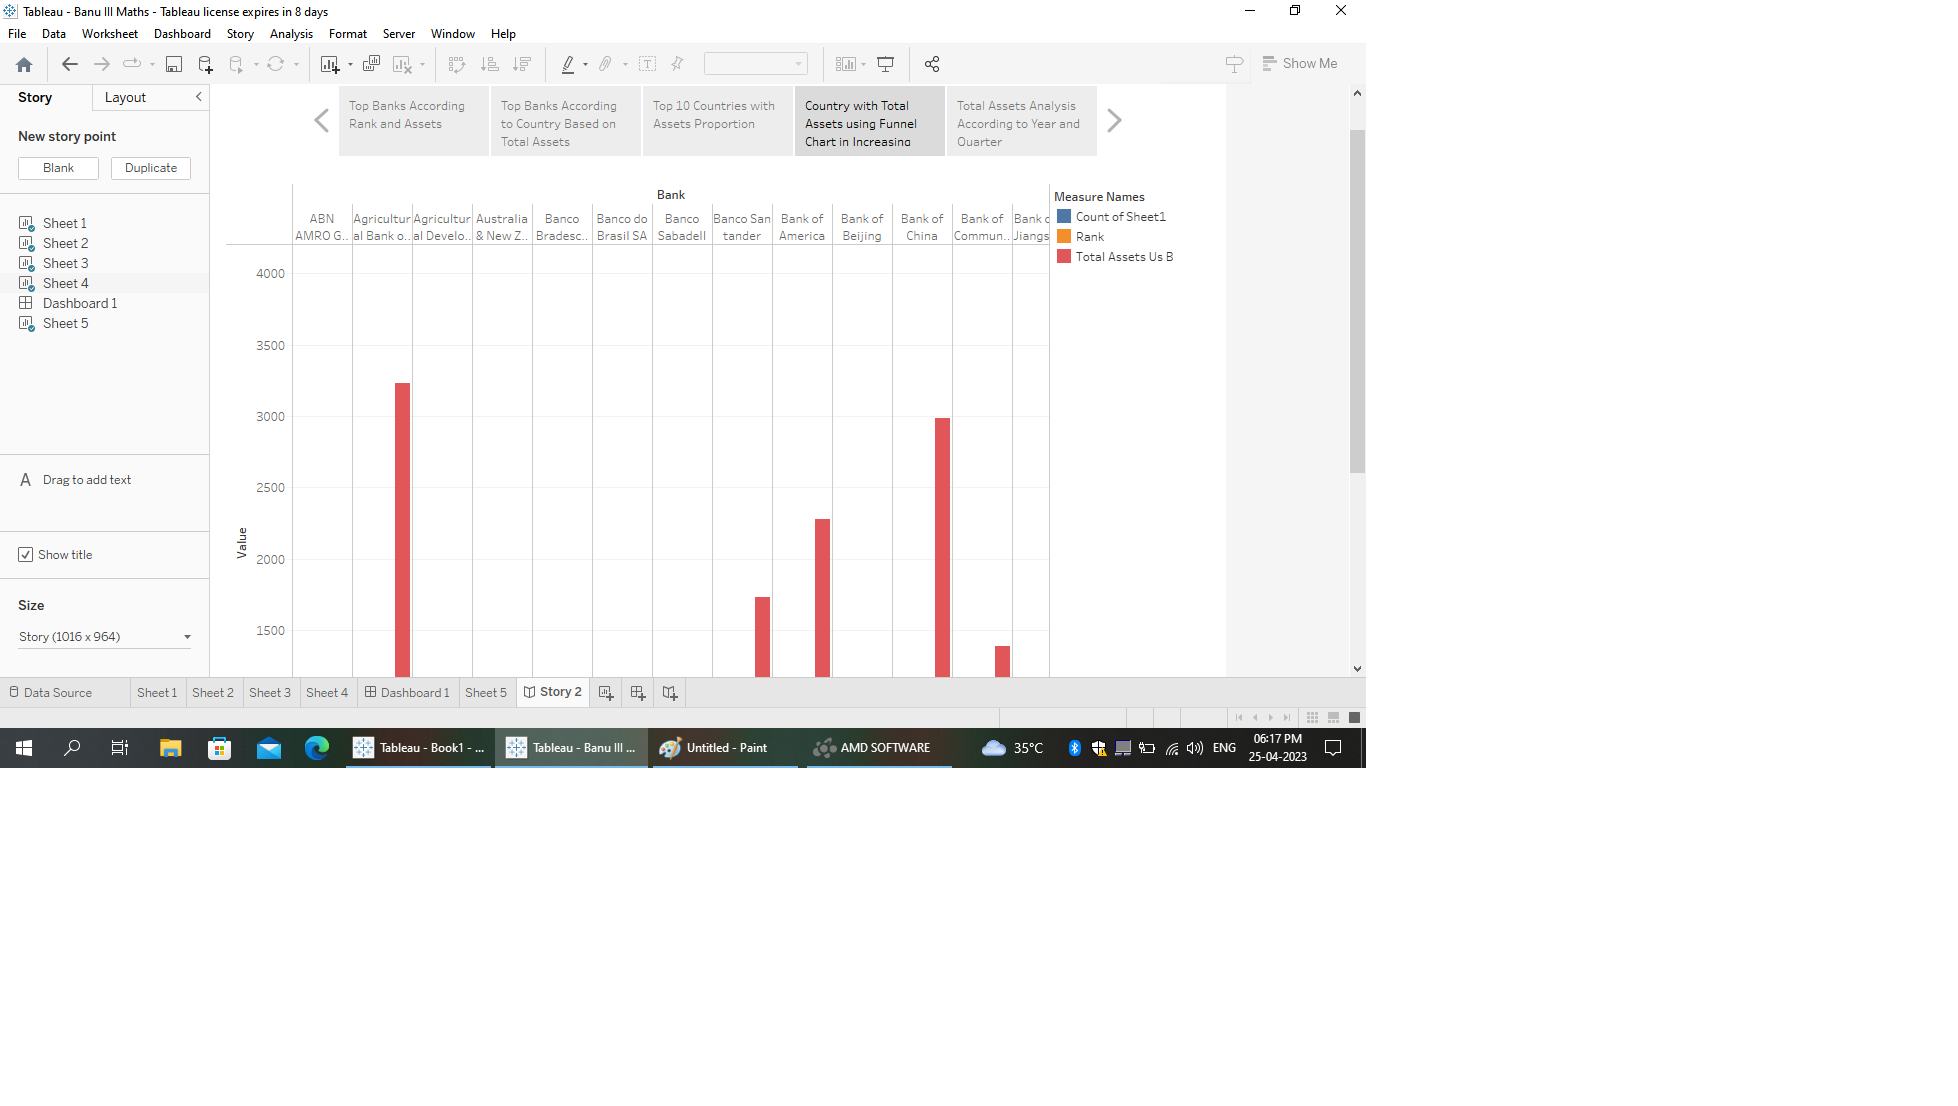 Tableau - Banu III Maths - Tableau license expires in 8 days
File Data Worksheet Dashboard Story Analysis Format Server Window Help
Show Me
Story Layout
New story point
Blank Duplicate
Sheet 1
Sheet 2
Sheet 3
Sheet 4
Dashboard 1
Sheet 5
A Drag to add text
Show title
Size
Story (1016 x 964)
Top Banks According
Rank and Assets
Top Banks According
to Country Based on
Total Assets
Top 10 Countries with
Assets Proportion
Country with Total
Assets using Funnel
Chart in Increasing
Total Assets Analysis
According to Year and
Quarter
Bank
ABN
AMRO G..
Agricultur
al Bank o..
Agricultur
al Develo..
Australia
& New Z..
Banco
Bradesc..
Banco do
Brasil SA
Banco
Sabadell
Banco San
tander
Bank of
America
Bank of
Beijing
Bank of
China
Bank of
Commun..
Bank o
Jiangs
4000
3500
3000
2500
2000
1500
Value
Measure Names
Count of Sheet1
Rank
Total Assets Us B
Data Source Sheet 1 Sheet 2 Sheet 3 Sheet 4 Dashboard 1 Sheet 5 Story 2
Tableau - Book1 - ... Tableau - Banu III ... Untitled - Paint AMD SOFTWARE 35°C ENG
06:17 PM
25-04-2023